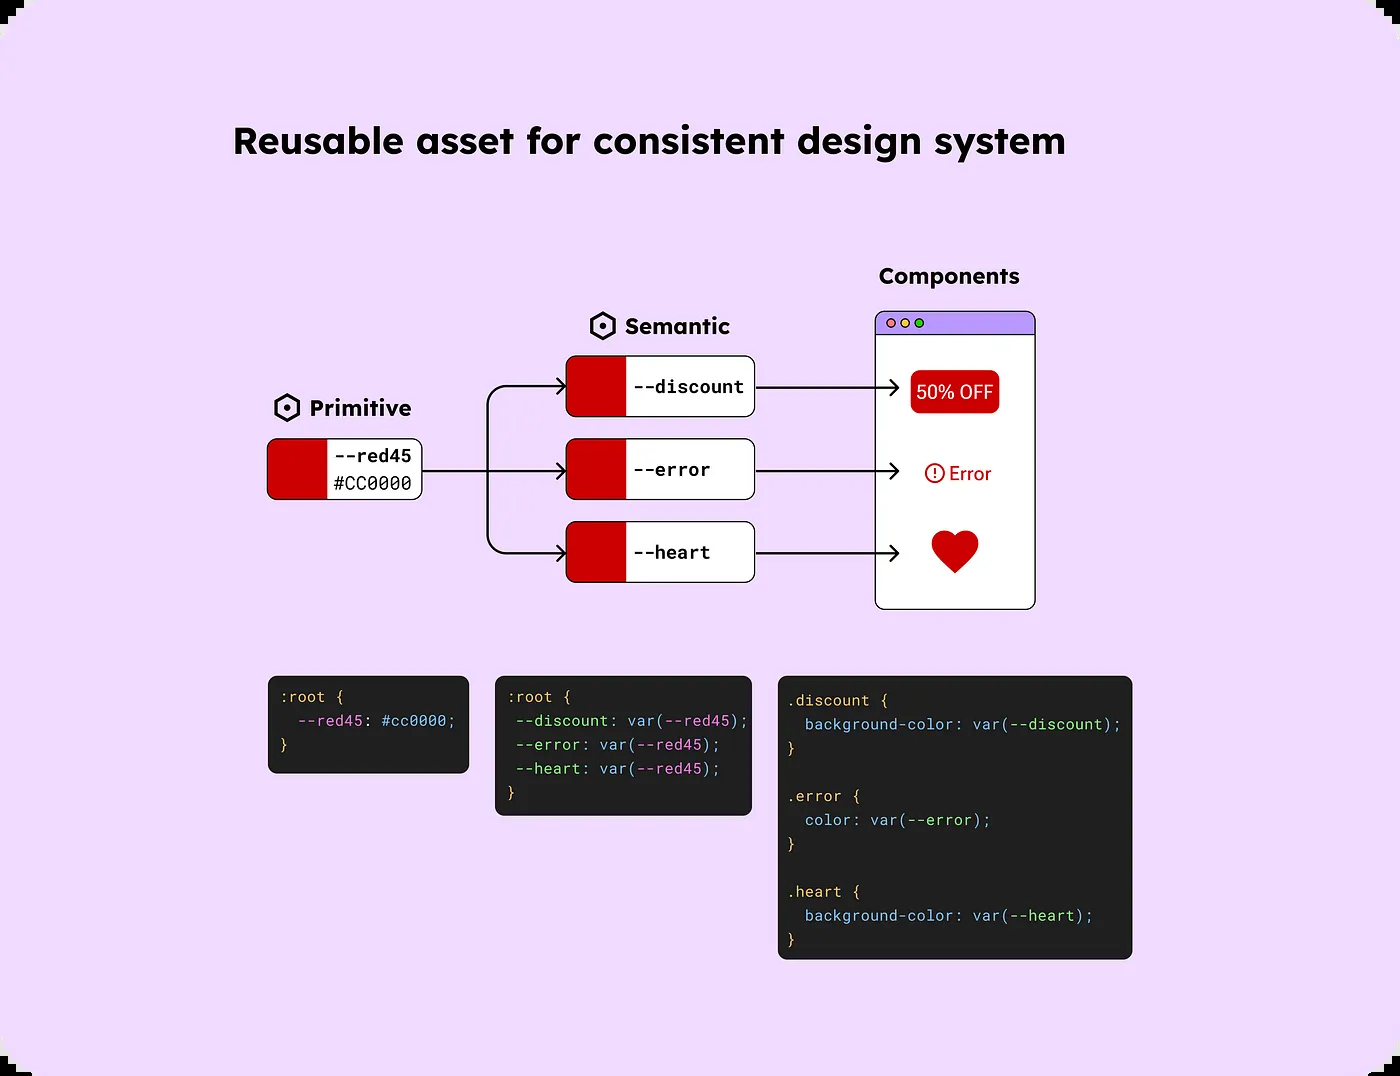 Reusable asset for consistent design system
Components
Semantic
Primitive
--red45
#CC0000
--discount
--error
--heart
50% OFF
Error
:root {
  --red45: #cc0000;
}
:root {
 --discount: var(--red45);
 --error: var(--red45);
 --heart: var(--red45);
}
.discount {
  background-color: var(--discount);
}
.error {
  color: var(--error);
}
.heart {
  background-color: var(--heart);
}